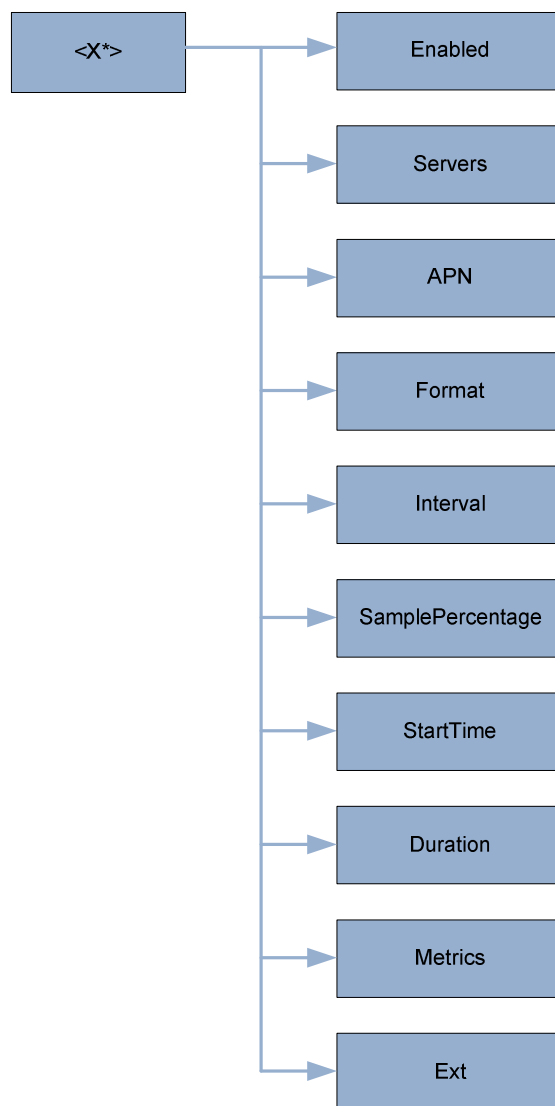 <X*>
Enabled
Servers
APN
Format
Interval
SamplePercentage
StartTime
Duration
Metrics
Ext